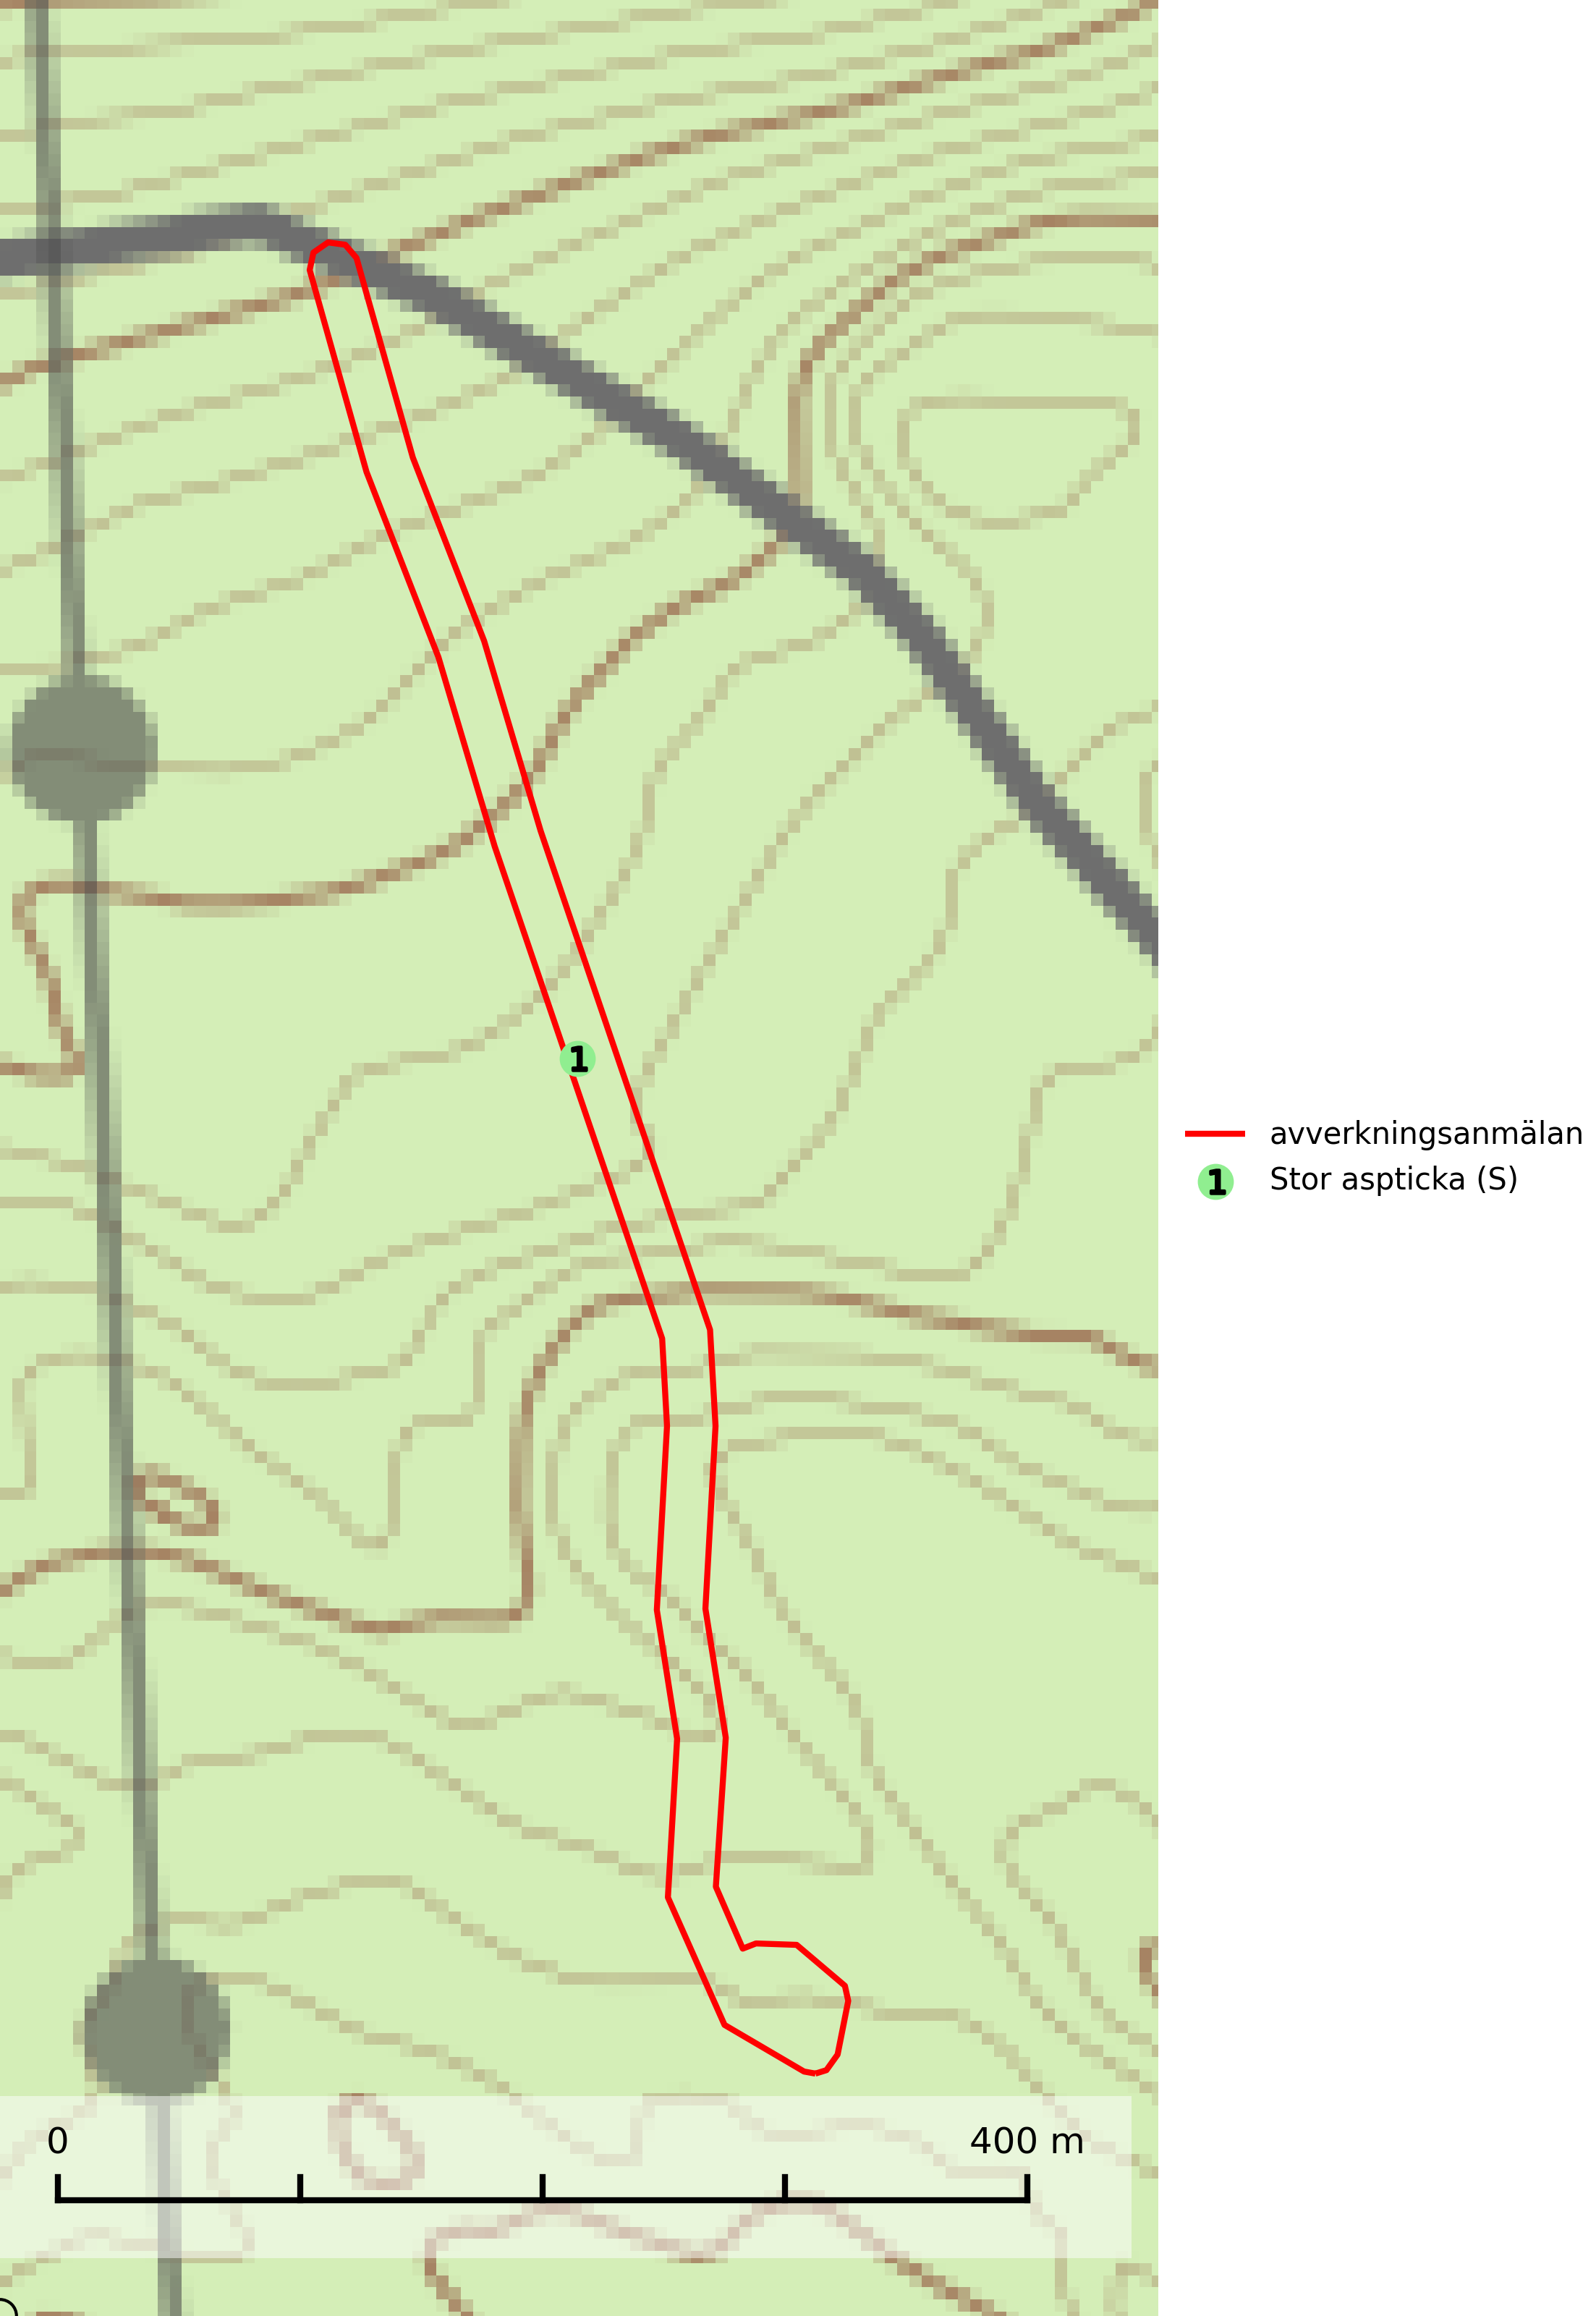 1
avverkningsanmälan
1 Stor aspticka (S)
0 400 m